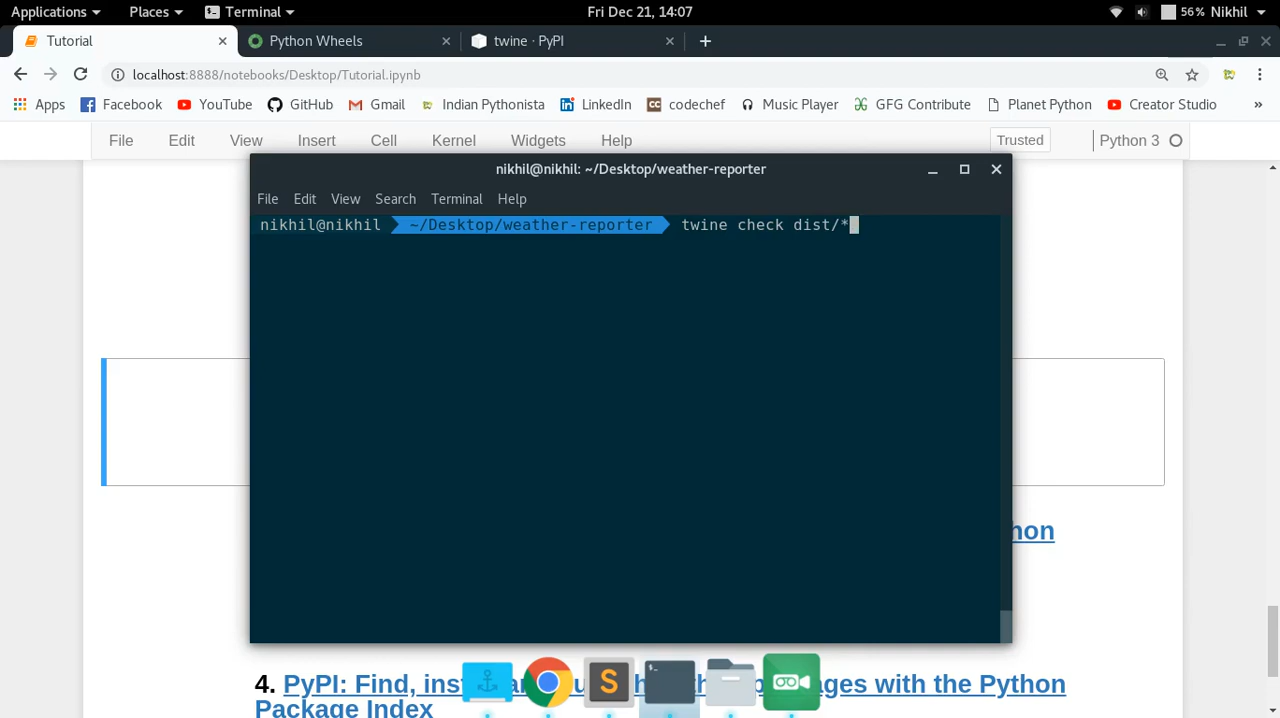 Applications Places Terminal Fri Dec 21, 14:07 56% Nikhil
Tutorial Python Wheels twine · PyPI
localhost:8888/notebooks/Desktop/Tutorial.ipynb
Apps Facebook YouTube GitHub Gmail Indian Pythonista LinkedIn codechef Music Player GFG Contribute Planet Python Creator Studio »
File Edit View Insert Cell Kernel Widgets Help Trusted Python 3
nikhil@nikhil: ~/Desktop/weather-reporter
File Edit View Search Terminal Help
nikhil@nikhil ~/Desktop/weather-reporter twine check dist/*
hon
4. PyPI: Find, ages with the Python
Package Index